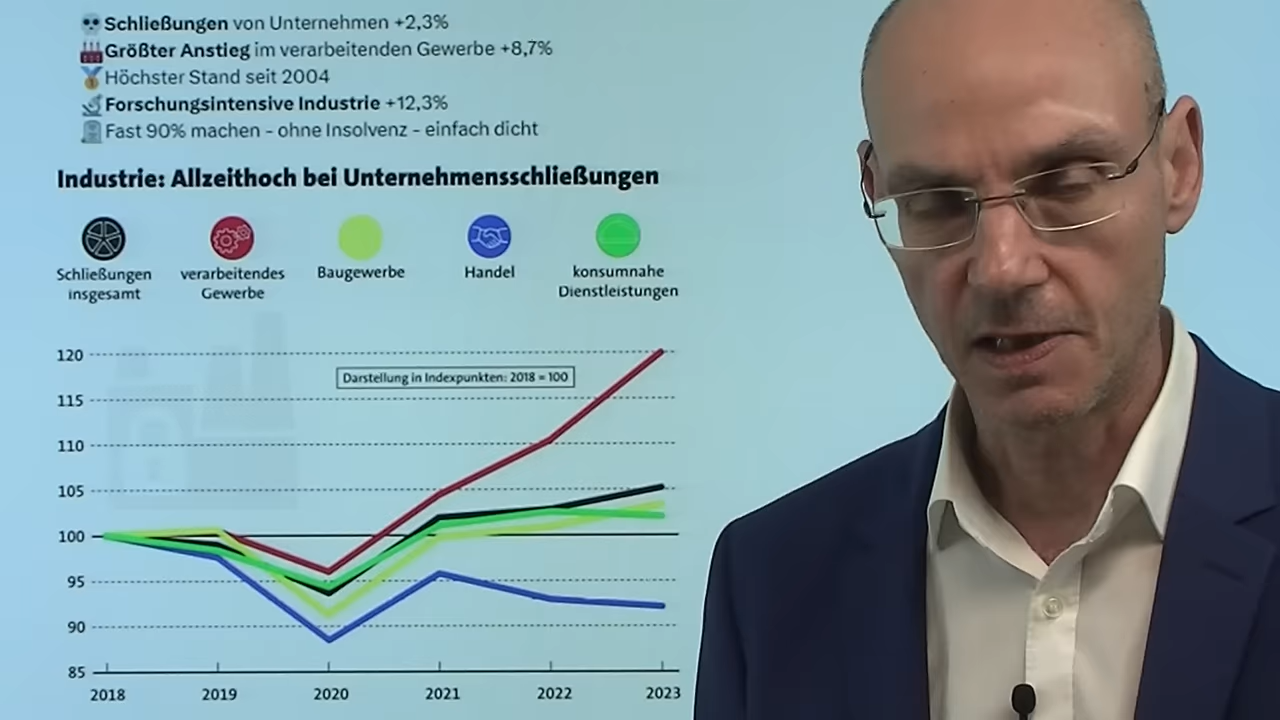 Schließungen von Unternehmen +2,3%
Größter Anstieg im verarbeitenden Gewerbe +8,7%
Höchster Stand seit 2004
Forschungsintensive Industrie +12,3%
Fast 90% machen - ohne Insolvenz - einfach dicht
Industrie: Allzeithoch bei Unternehmensschließungen
Schließungen insgesamt
verarbeitendes Gewerbe
Baugewerbe
Handel
konsumnahe Dienstleistungen
120
Darstellung in Indexpunkten: 2018 = 100
115
110
105
100
95
90
85
2018 2019 2020 2021 2022 2023